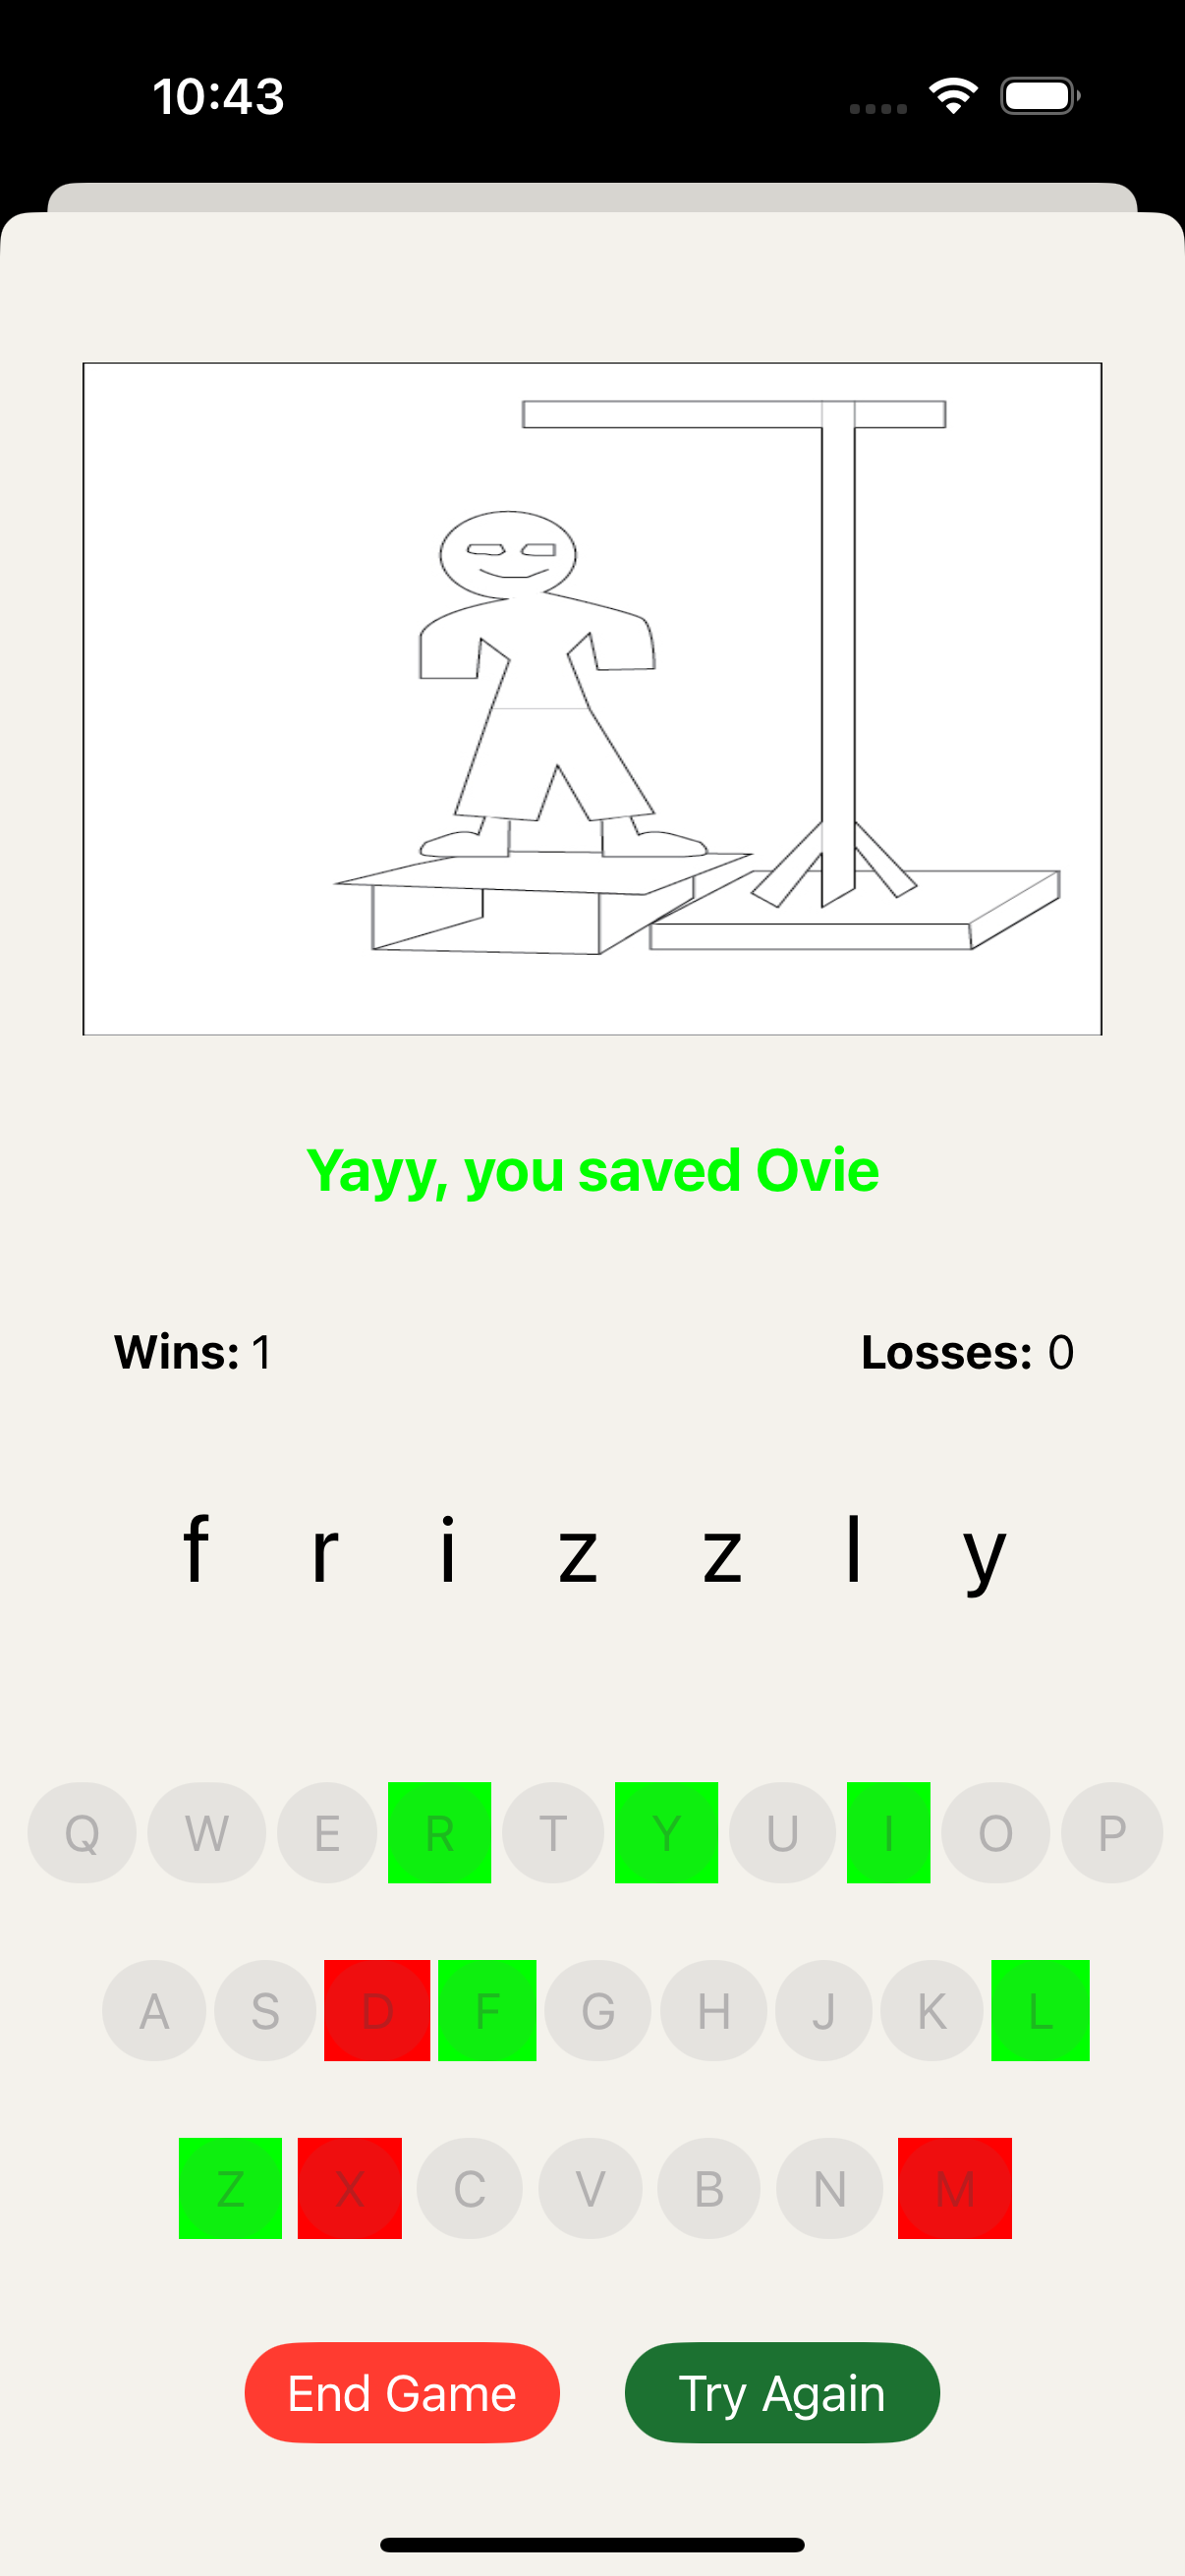 10:43
Yayy, you saved Ovie
Wins: 1 Losses: 0
f r i z z l y
Q W E R T Y U I O P
A S D F G H J K L
Z X C V B N M
End Game Try Again